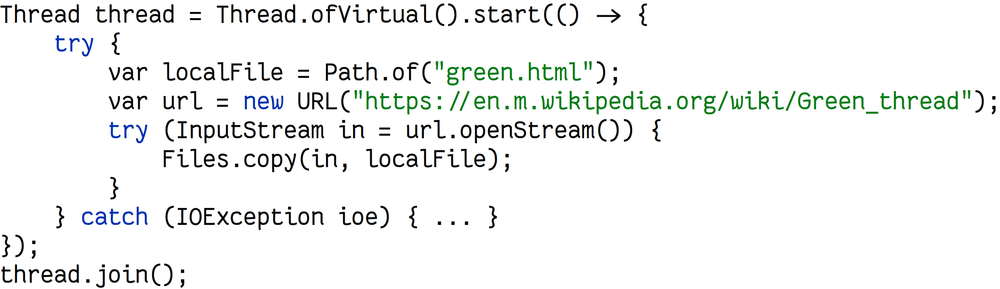 Thread thread = Thread.ofVirtual().start(() -> {
    try {
        var localFile = Path.of("green.html");
        var url = new URL("https://en.m.wikipedia.org/wiki/Green_thread");
        try (InputStream in = url.openStream()) {
            Files.copy(in, localFile);
        }
    } catch (IOException ioe) { ... }
});
thread.join();